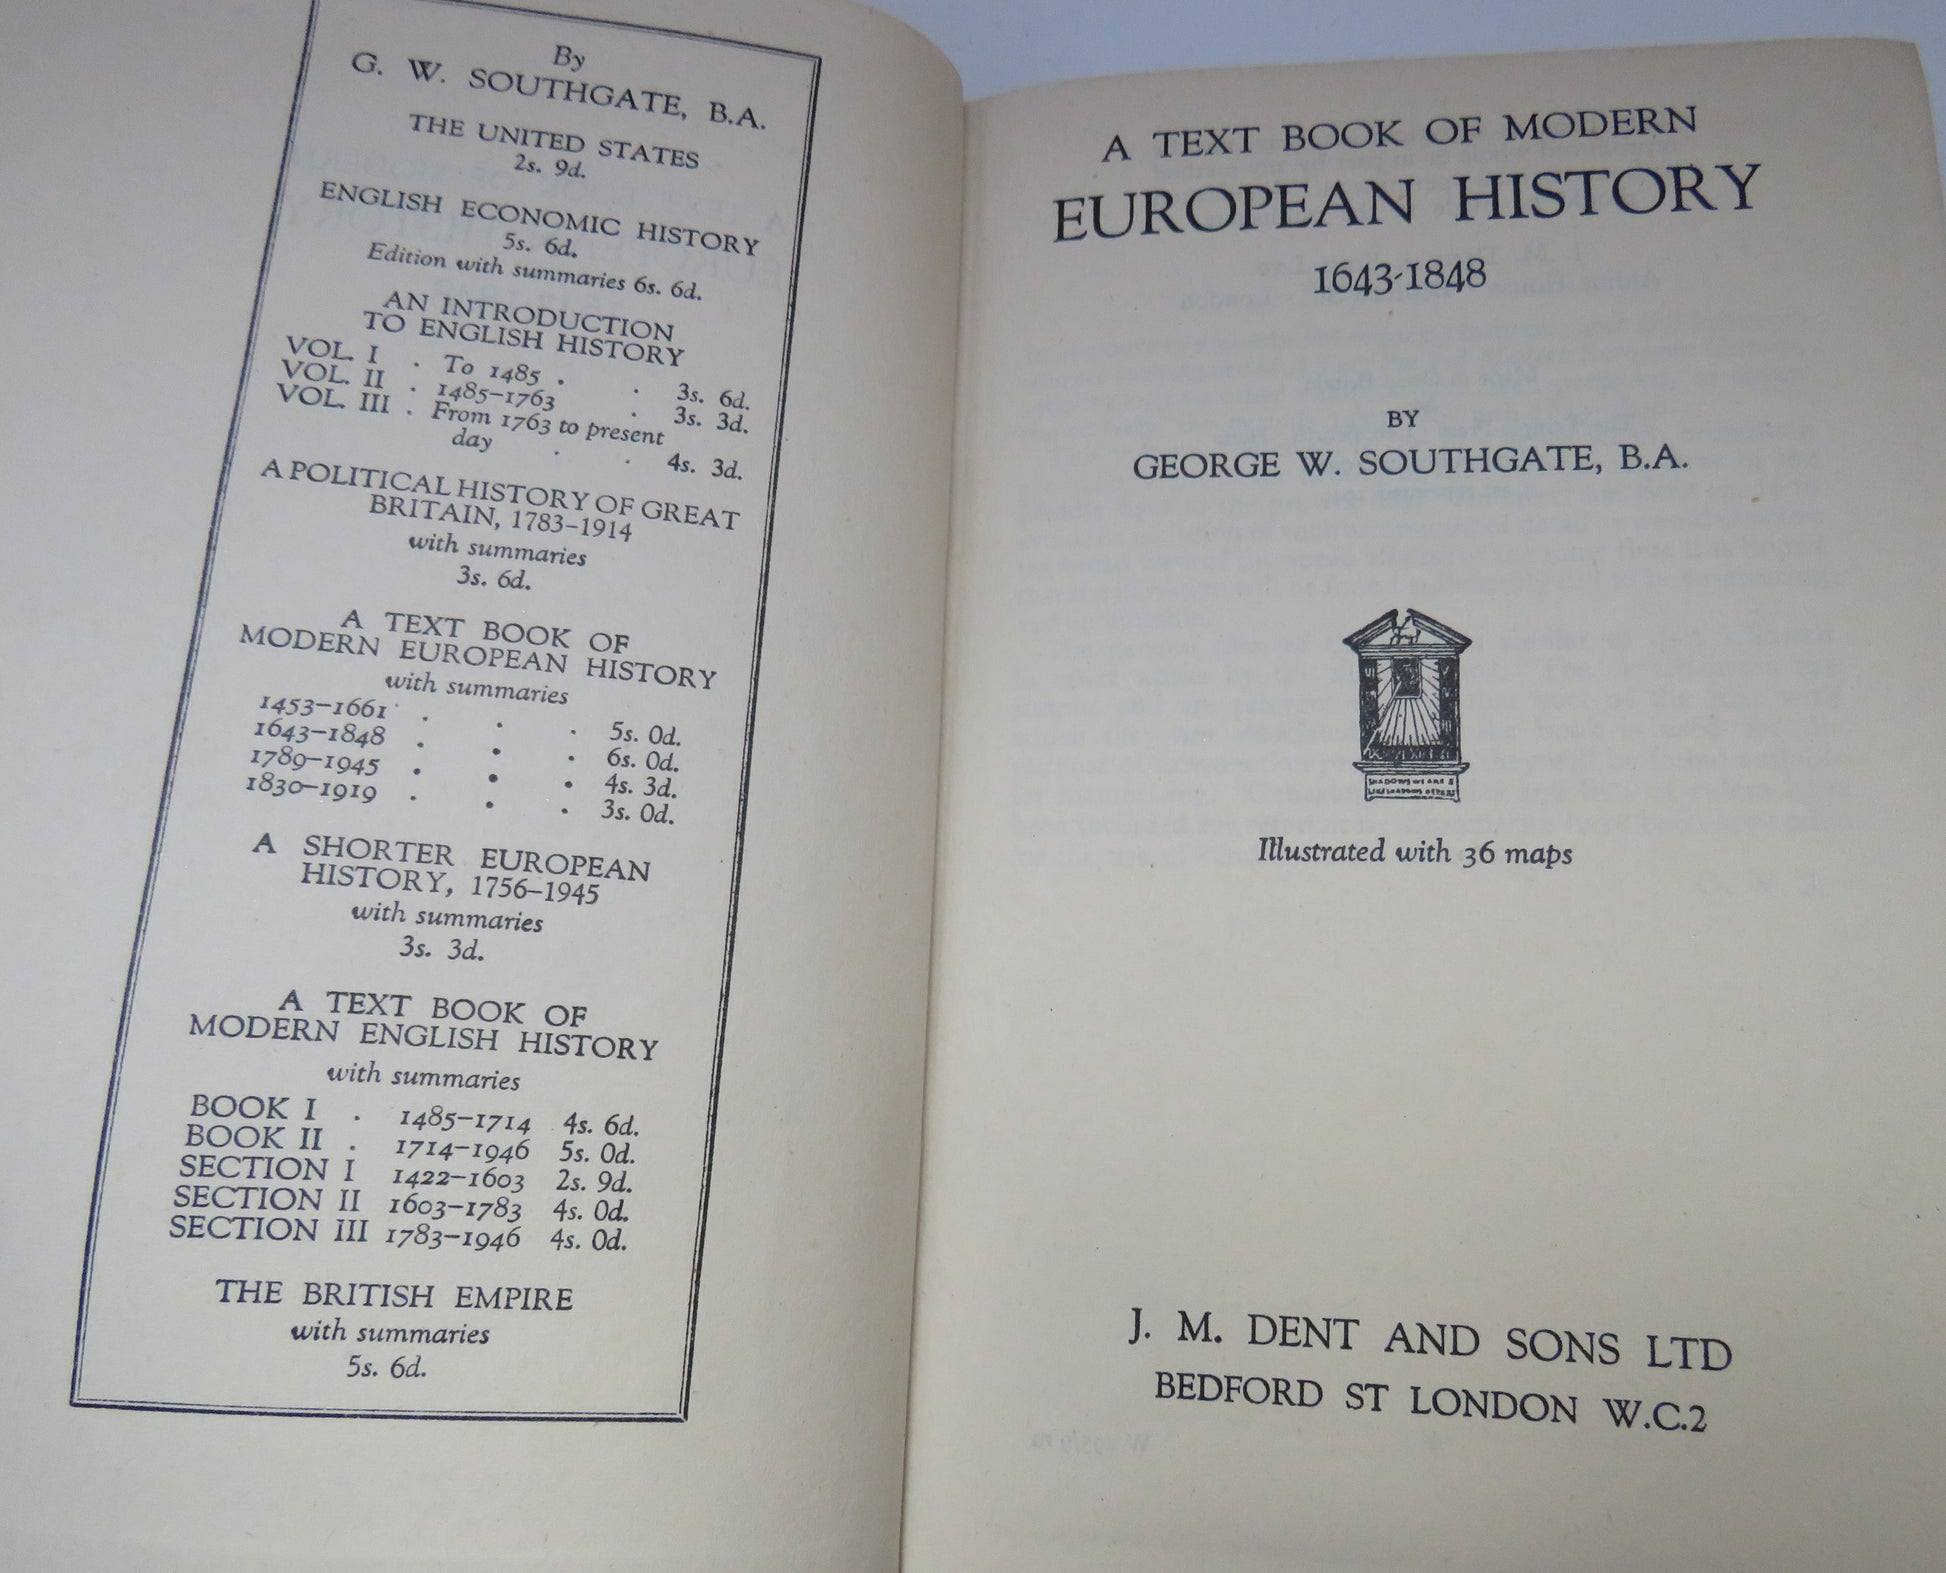 By
G. W. SOUTHGATE, B.A.
THE UNITED STATES
2s. 9d.
ENGLISH ECONOMIC HISTORY
5s. 6d.
Edition with summaries 6s. 6d.
AN INTRODUCTION
TO ENGLISH HISTORY
VOL. I . To 1485 . . 3s. 6d.
VOL. II . 1485–1763 . 3s. 3d.
VOL. III . From 1763 to present
day . . 4s. 3d.
A POLITICAL HISTORY OF GREAT
BRITAIN, 1783–1914
with summaries
3s. 6d.
A TEXT BOOK OF
MODERN EUROPEAN HISTORY
with summaries
1453–1661 . . . 5s. 0d.
1643–1848 . . . 6s. 0d.
1789–1945 . . . 4s. 3d.
1830–1919 . . . 3s. 0d.
A SHORTER EUROPEAN
HISTORY, 1756–1945
with summaries
3s. 3d.
A TEXT BOOK OF
MODERN ENGLISH HISTORY
with summaries
BOOK I . 1485–1714 4s. 6d.
BOOK II . 1714–1946 5s. 0d.
SECTION I 1422–1603 2s. 9d.
SECTION II 1603–1783 4s. 0d.
SECTION III 1783–1946 4s. 0d.
THE BRITISH EMPIRE
with summaries
5s. 6d.
A TEXT BOOK OF MODERN
EUROPEAN HISTORY
1643-1848
BY
GEORGE W. SOUTHGATE, B.A.
SHADOWS WE ARE &
LIKE SHADOWS DEPART
Illustrated with 36 maps
J. M. DENT AND SONS LTD
BEDFORD ST LONDON W.C.2